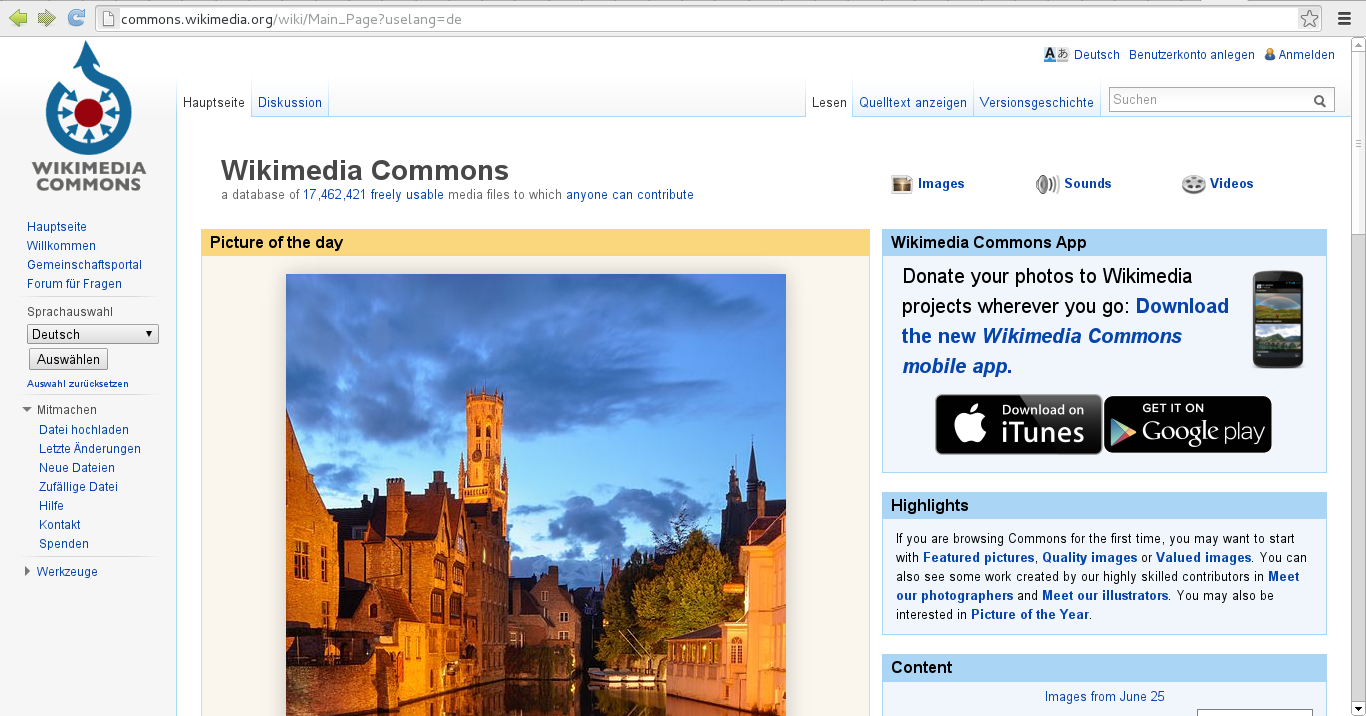 commons.wikimedia.org/wiki/Main_Page?uselang=de
Deutsch Benutzerkonto anlegen Anmelden
Hauptseite Diskussion Lesen Quelltext anzeigen Versionsgeschichte Suchen
WIKIMEDIA
COMMONS
Hauptseite
Willkommen
Gemeinschaftsportal
Forum für Fragen
Sprachauswahl
Deutsch
Auswählen
Auswahl zurücksetzen
Mitmachen
Datei hochladen
Letzte Änderungen
Neue Dateien
Zufällige Datei
Hilfe
Kontakt
Spenden
Werkzeuge
Wikimedia Commons
a database of 17,462,421 freely usable media files to which anyone can contribute
Images Sounds Videos
Picture of the day
Wikimedia Commons App
Donate your photos to Wikimedia
projects wherever you go: Download
the new Wikimedia Commons
mobile app.
Download on
iTunes
GET IT ON
Google play
Highlights
If you are browsing Commons for the first time, you may want to start
with Featured pictures, Quality images or Valued images. You can
also see some work created by our highly skilled contributors in Meet
our photographers and Meet our illustrators. You may also be
interested in Picture of the Year.
Content
Images from June 25